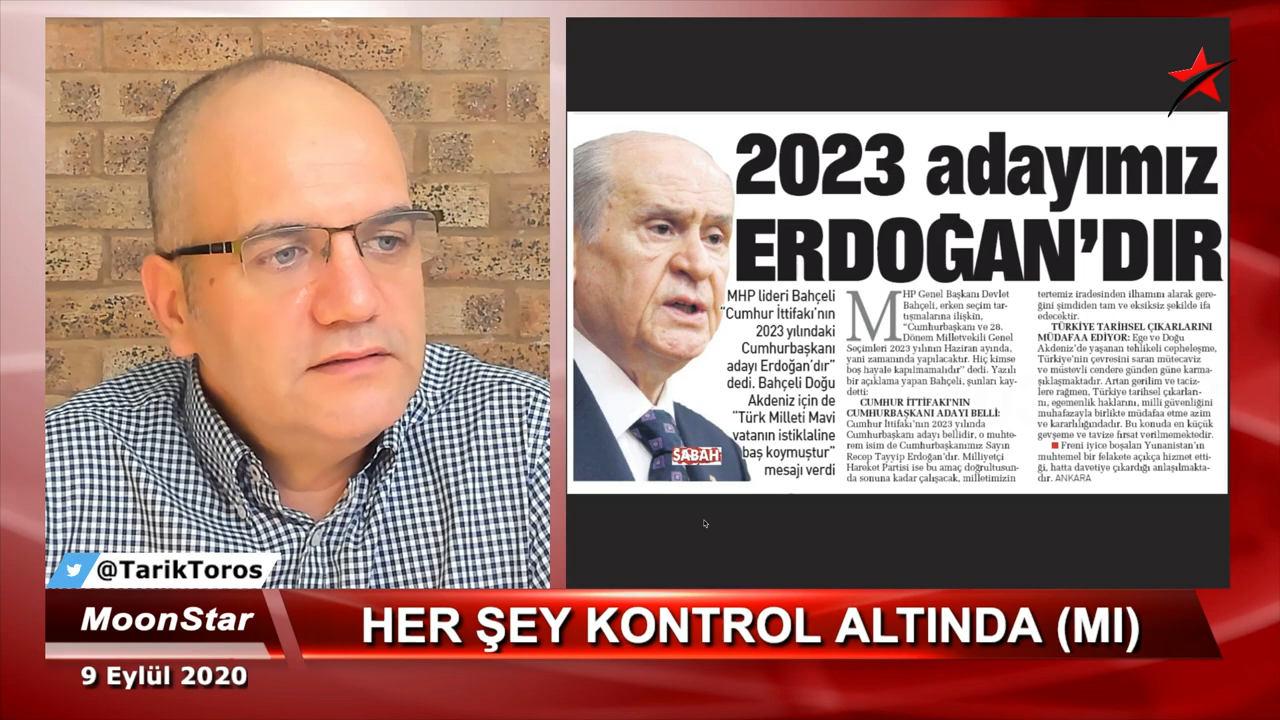 2023 adayımız
ERDOĞAN’DIR
MHP lideri Bahçeli
“Cumhur İttifakı’nın
2023 yılındaki
Cumhurbaşkanı
adayı Erdoğan’dır”
dedi. Bahçeli Doğu
Akdeniz için de
“Türk Milleti Mavi
vatanın istiklaline
baş koymuştur”
mesajı verdi
SABAH
MHP Genel Başkanı Devlet
Bahçeli, erken seçim tar-
tışmalarına ilişkin,
“Cumhurbaşkanı ve 28.
Dönem Milletvekili Genel
Seçimleri 2023 yılının Haziran ayında,
yani zamanında yapılacaktır. Hiç kimse
boş hayale kapılmamalıdır” dedi. Yazılı
bir açıklama yapan Bahçeli, şunları kay-
detti:
CUMHUR İTTİFAKI’NIN
CUMHURBAŞKANI ADAYI BELLİ:
Cumhur İttifakı’nın 2023 yılında
Cumhurbaşkanı adayı bellidir, o muhte-
rem isim de Cumhurbaşkanımız Sayın
Recep Tayyip Erdoğan’dır. Milliyetçi
Hareket Partisi ise bu amaç doğrultusun-
da sonuna kadar çalışacak, milletimizin
tertemiz iradesinden ilhamını alarak gere-
ğini şimdiden tam ve eksiksiz şekilde ifa
edecektir.
TÜRKİYE TARİHSEL ÇIKARLARINI
MÜDAFAA EDİYOR: Ege ve Doğu
Akdeniz’de yaşanan tehlikeli cepheleşme,
Türkiye’nin çevresini saran mütecaviz
ve müstevli cendere günden güne karma-
şıklaşmaktadır. Artan gerilim ve taciz-
lere rağmen, Türkiye tarihsel çıkarları-
nı, egemenlik haklarını, milli güvenliğini
muhafazayla birlikte müdafaa etme azim
ve kararlılığındadır. Bu konuda en küçük
gevşeme ve tavize fırsat verilmemektedir.
Freni iyice boşalan Yunanistan’ın
muhtemel bir felakete açıkça hizmet etti-
ği, hatta davetiye çıkardığı anlaşılmakta-
dır. ANKARA
@TarikToros
MoonStar
HER ŞEY KONTROL ALTINDA (MI)
9 Eylül 2020